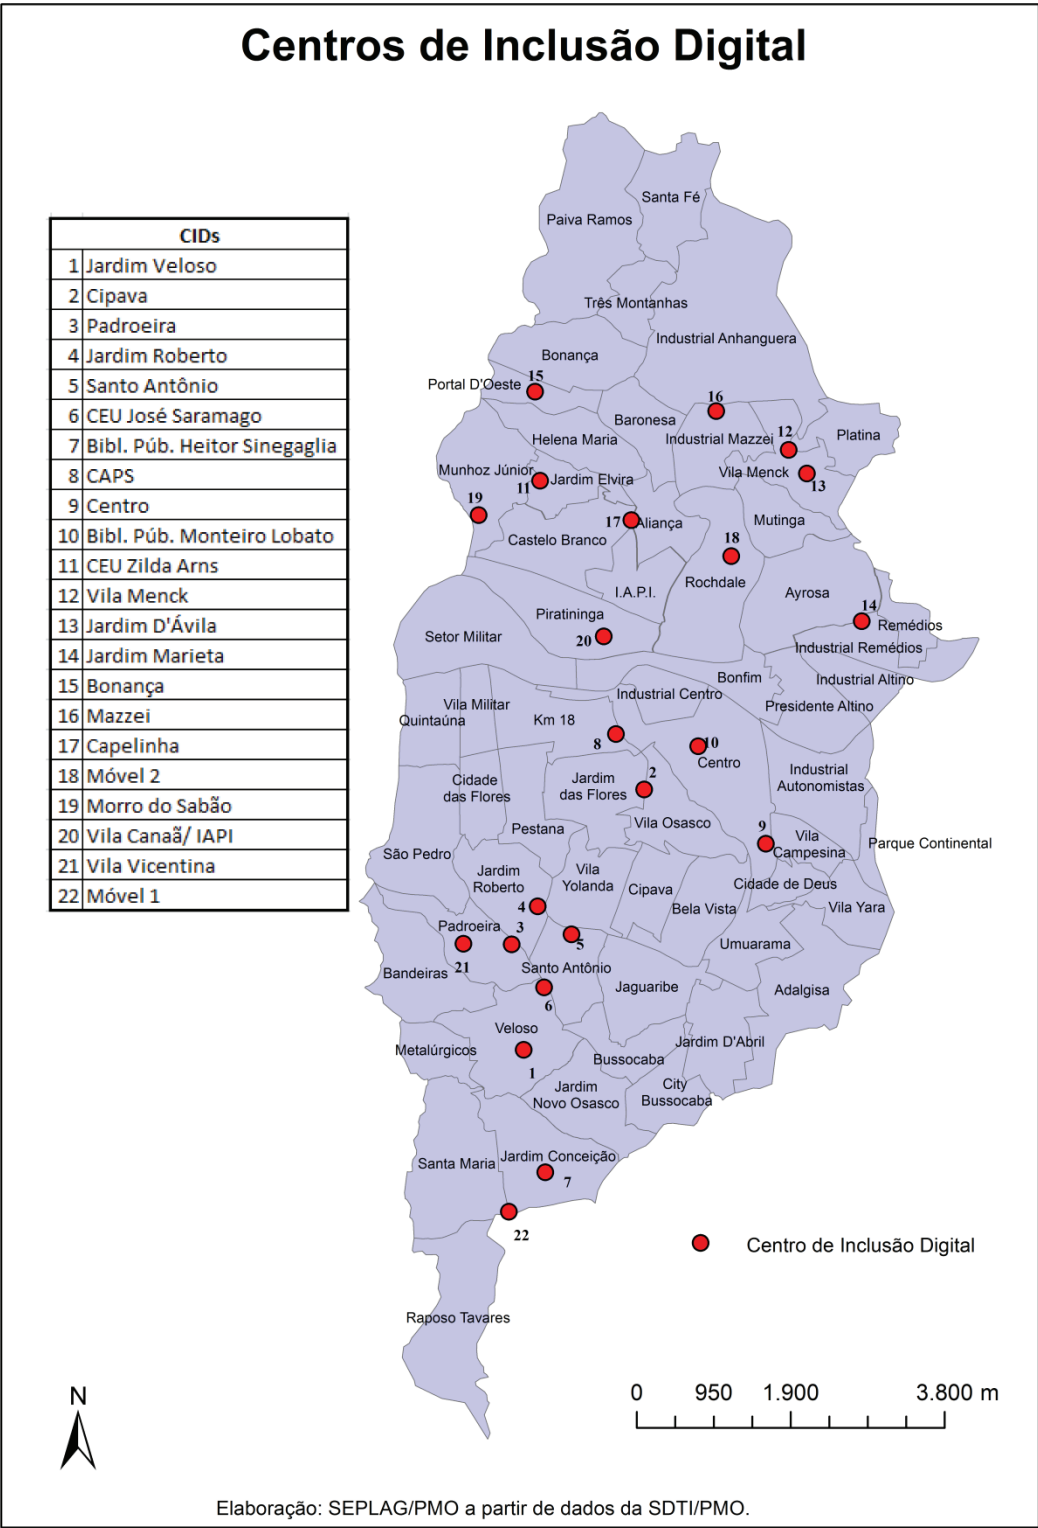 Centros de Inclusão Digital
CIDs
1 Jardim Veloso
2 Cipava
3 Padroeira
4 Jardim Roberto
5 Santo Antônio
6 CEU José Saramago
7 Bibl. Púb. Heitor Sinegaglia
8 CAPS
9 Centro
10 Bibl. Púb. Monteiro Lobato
11 CEU Zilda Arns
12 Vila Menck
13 Jardim D'Ávila
14 Jardim Marieta
15 Bonança
16 Mazzei
17 Capelinha
18 Móvel 2
19 Morro do Sabão
20 Vila Canaã/ IAPI
21 Vila Vicentina
22 Móvel 1
Santa Fé
Paiva Ramos
Três Montanhas
Industrial Anhanguera
Bonança
15
Portal D'Oeste
16
Baronesa
12
Helena Maria
Industrial Mazzei
Platina
Munhoz Júnior
Vila Menck
11
Jardim Elvira
13
19
17
Aliança
Mutinga
18
Castelo Branco
Rochdale
I.A.P.I.
Ayrosa
14
Piratininga
Remédios
Setor Militar
20
Industrial Remédios
Bonfim
Industrial Altino
Industrial Centro
Presidente Altino
Vila Militar
Quintaúna
Km 18
8
10
Centro
2
Industrial
Autonomistas
Cidade
das Flores
Jardim
das Flores
Pestana
Vila Osasco
9
Vila
Campesina
Parque Continental
São Pedro
Jardim
Roberto
Vila
Yolanda
Cipava
Cidade de Deus
4
Bela Vista
Vila Yara
Padroeira
3
5
Umuarama
21
Bandeiras
Santo Antônio
Jaguaribe
Adalgisa
6
Veloso
Metalúrgicos
Jardim D'Abril
Bussocaba
1
Jardim
Novo Osasco
City
Bussocaba
Santa Maria
Jardim Conceição
7
22
Centro de Inclusão Digital
Raposo Tavares
N
0 950 1.900 3.800 m
Elaboração: SEPLAG/PMO a partir de dados da SDTI/PMO.